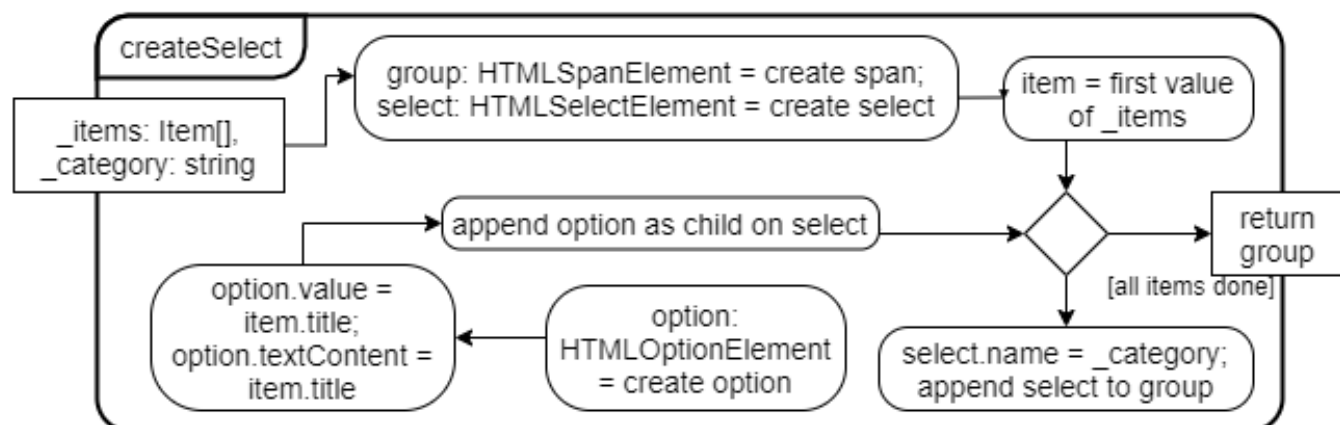 createSelect
group: HTMLSpanElement = create span;
select: HTMLSelectElement = create select
item = first value
of _items
_items: Item[],
_category: string
append option as child on select
return
group
[all items done]
option.value =
item.title;
option.textContent =
item.title
option:
HTMLOptionElement
= create option
select.name = _category;
append select to group